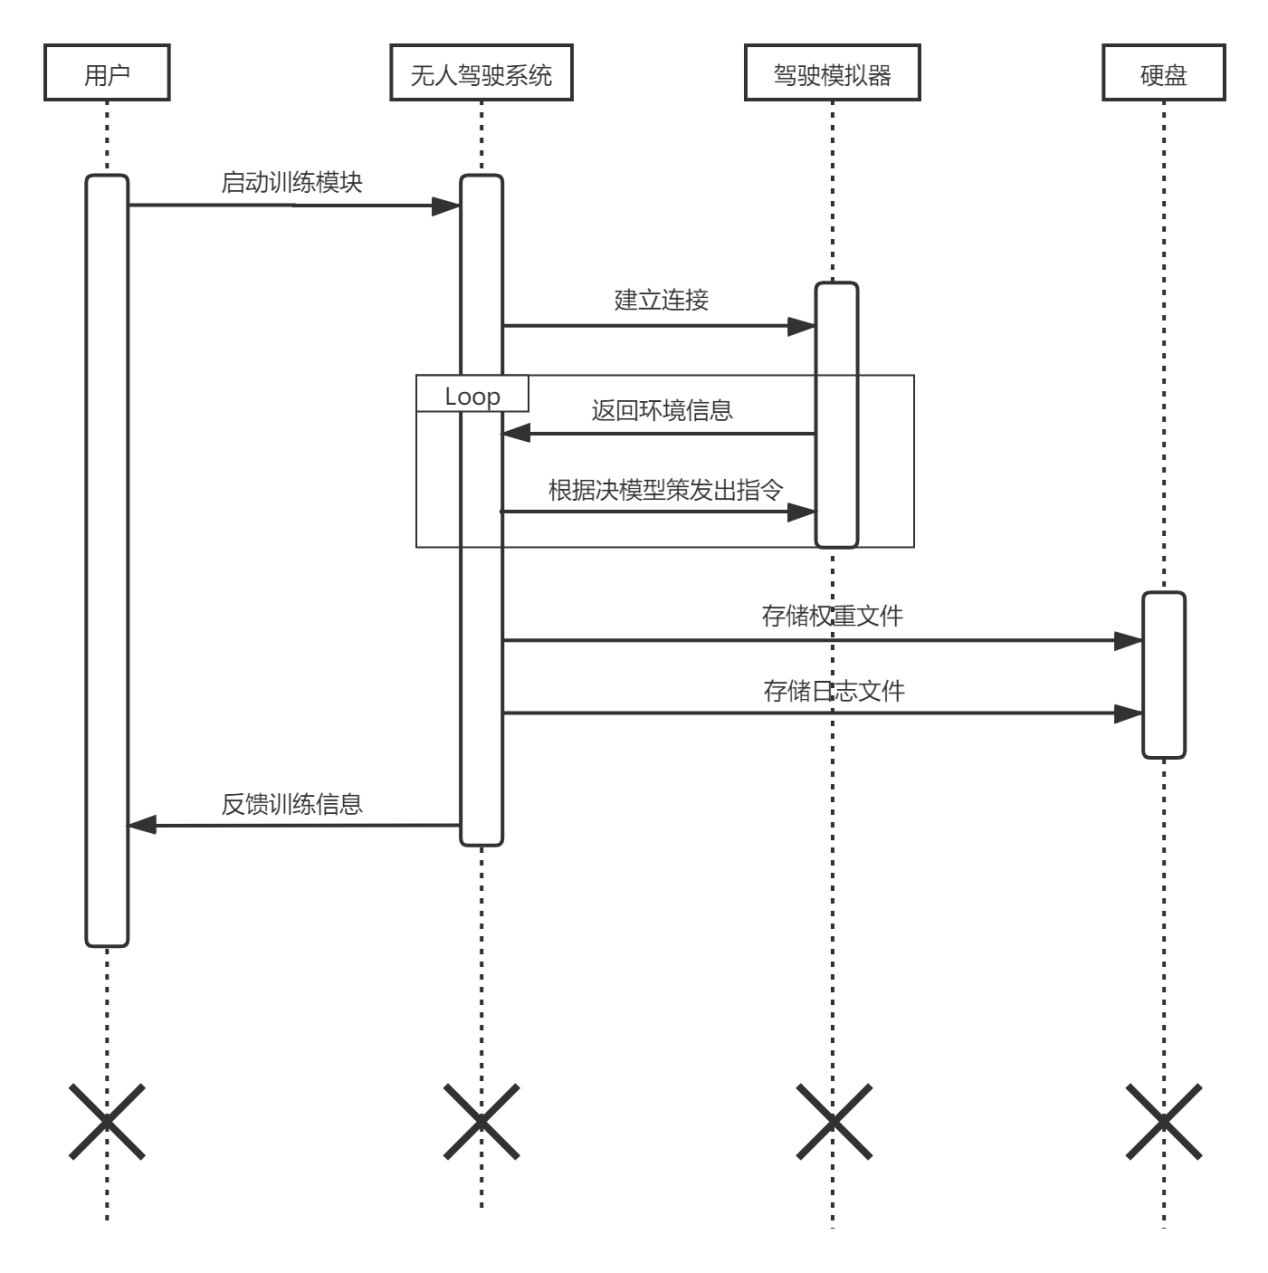 用户
无人驾驶系统
驾驶模拟器
硬盘
启动训练模块
建立连接
Loop
返回环境信息
根据决模型策发出指令
存储权重文件
存储日志文件
反馈训练信息